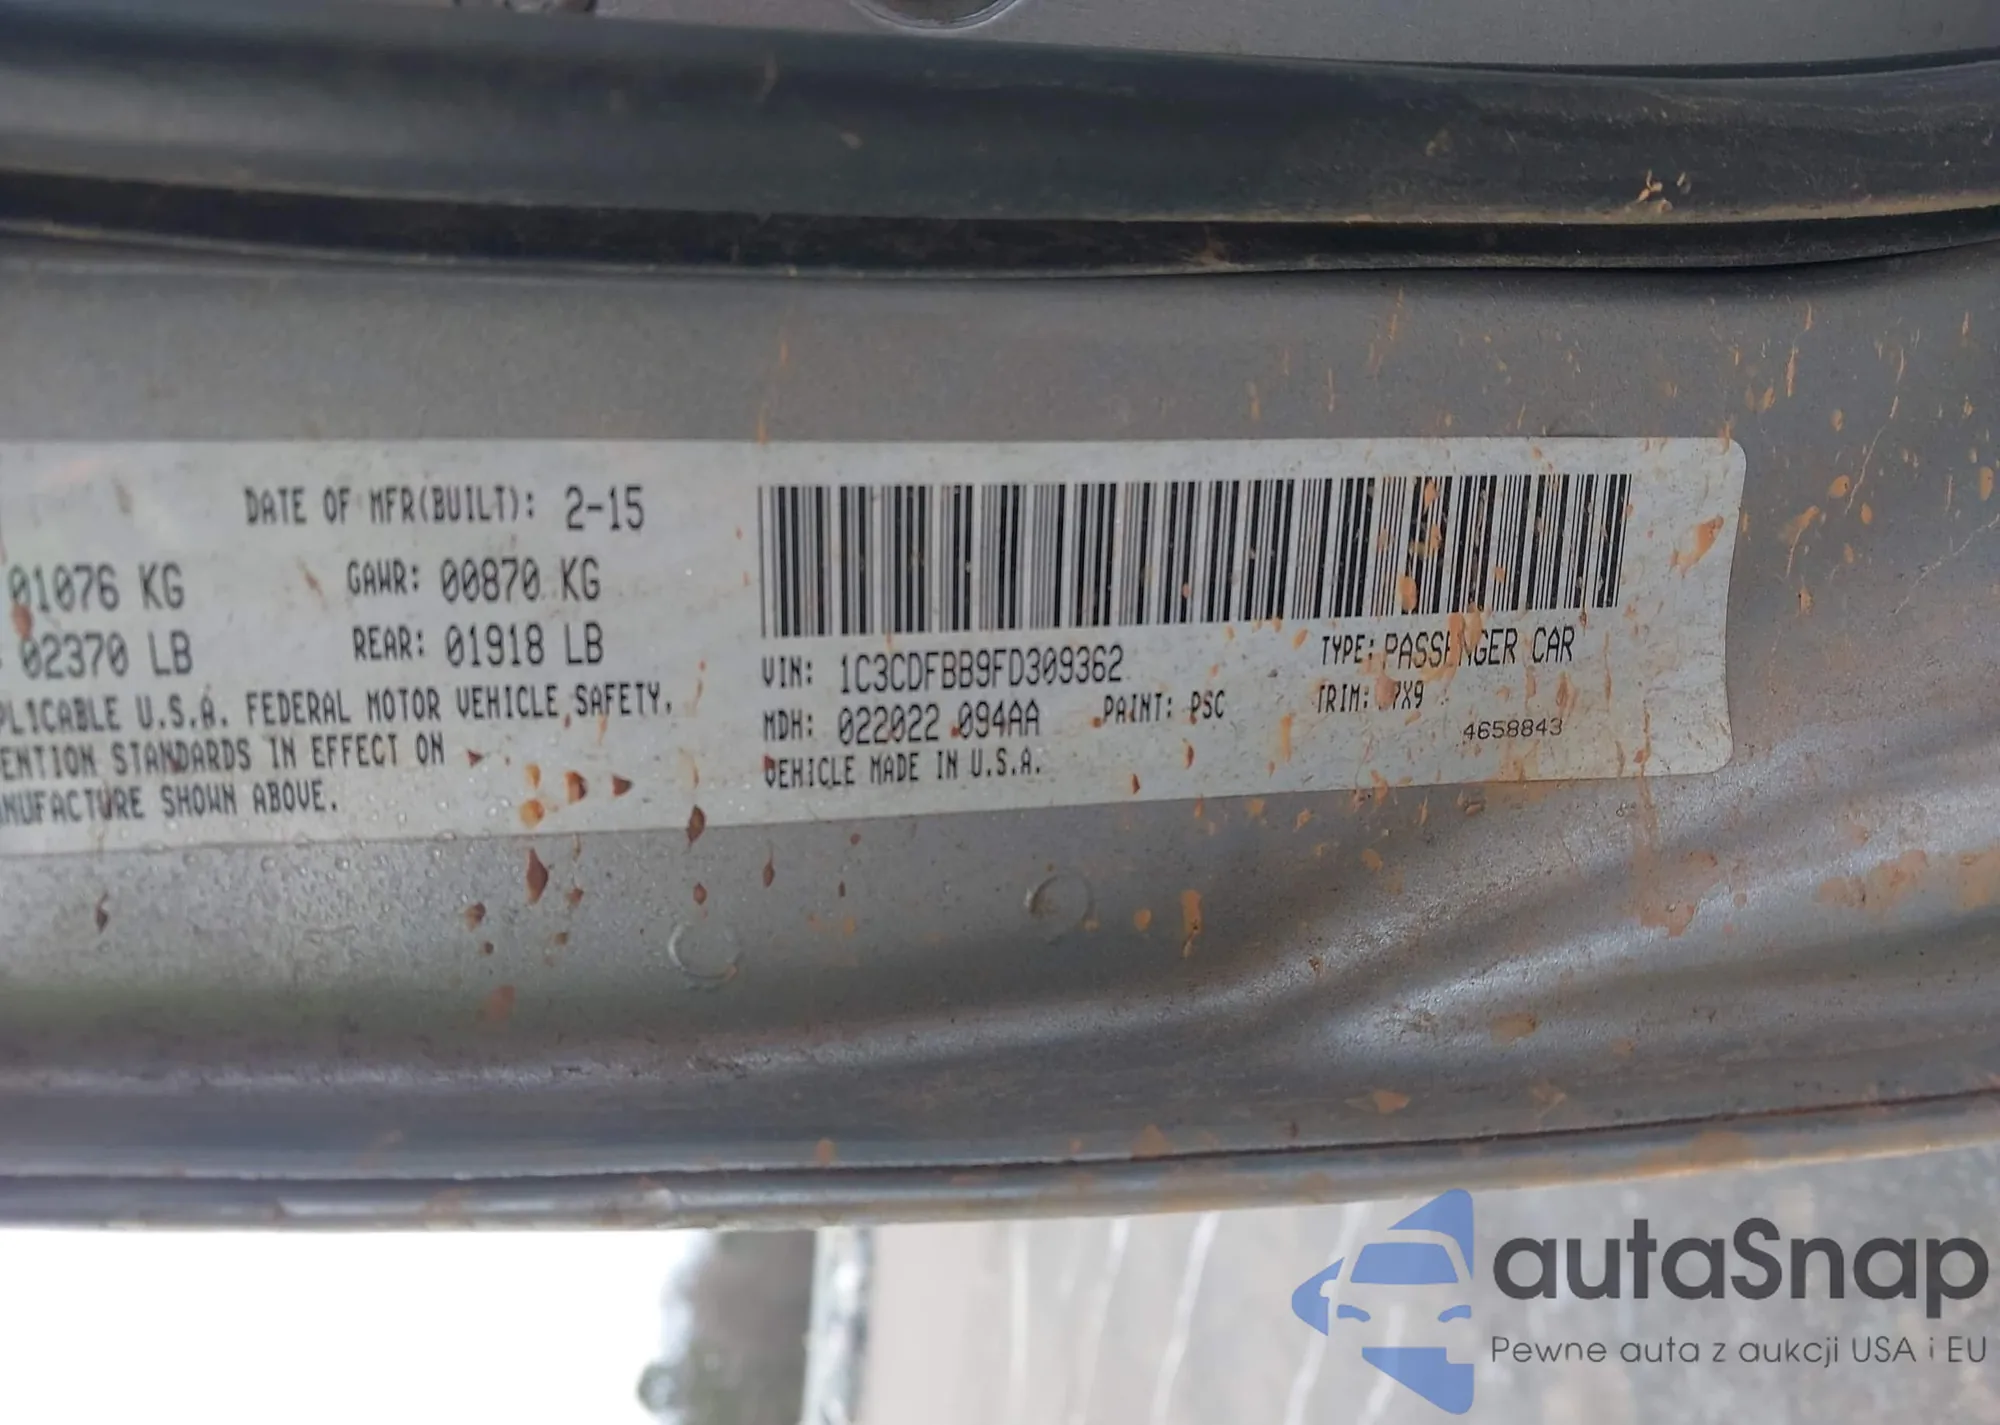 DATE OF MFR(BUILT): 2-15
01076 KG GAWR: 00870 KG
02370 LB REAR: 01918 LB
PLICABLE U.S.A. FEDERAL MOTOR VEHICLE SAFETY,
ENTION STANDARDS IN EFFECT ON
ANUFACTURE SHOWN ABOVE.
VIN: 1C3CDFBB9FD309362 TYPE: PASSENGER CAR
MDH: 022022 094AA PAINT: PSC TRIM: 7X9
VEHICLE MADE IN U.S.A. 4658843
autaSnap
Pewne auta z aukcji USA i EU